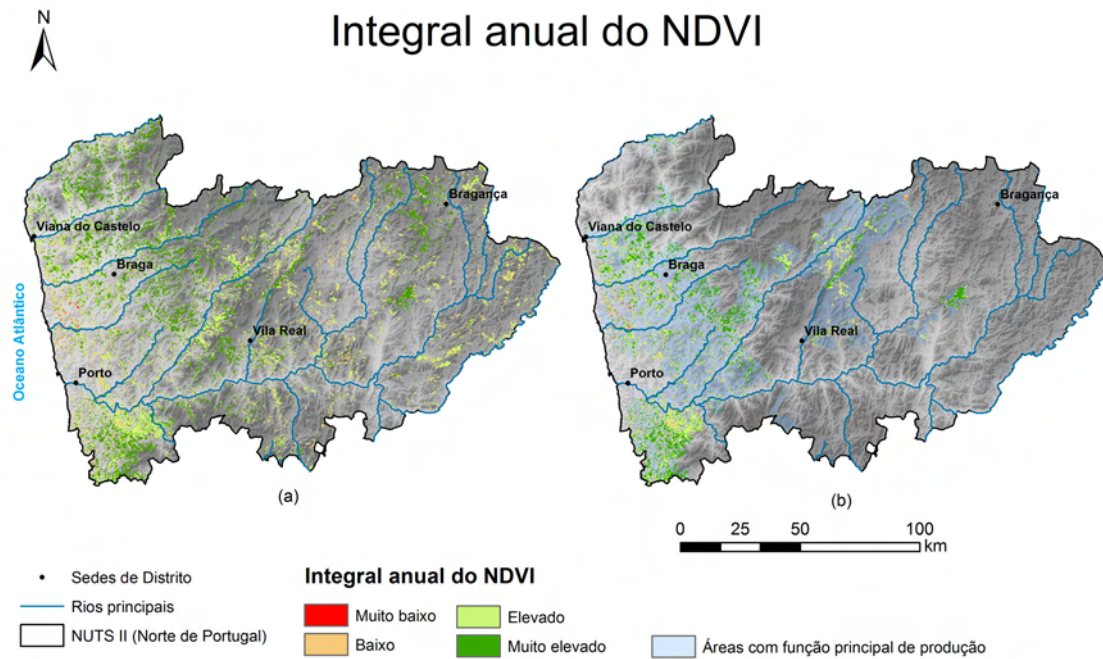 Integral anual do NDVI
N
Bragança
Viana do Castelo
Braga
Vila Real
Porto
Oceano Atlântico
(a)
Bragança
Viana do Castelo
Braga
Vila Real
Porto
(b)
0 25 50 100
km
Sedes de Distrito
Rios principais
NUTS II (Norte de Portugal)
Integral anual do NDVI
Muito baixo
Baixo
Elevado
Muito elevado
Áreas com função principal de produção